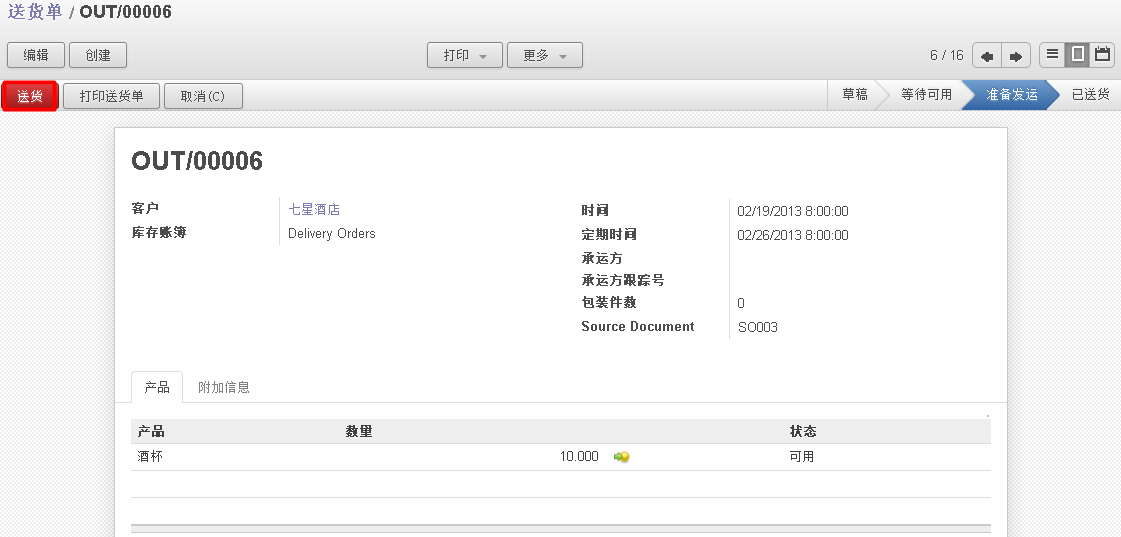 送货单 / OUT/00006
编辑 创建 打印 更多 6 / 16
送货 打印送货单 取消(C) 草稿 等待可用 准备发运 已送货
OUT/00006
客户 七星酒店 时间 02/19/2013 8:00:00
库存账簿 Delivery Orders 定期时间 02/26/2013 8:00:00
承运方
承运方跟踪号
包装件数 0
Source Document SO003
产品 附加信息
产品 数量 状态
酒杯 10.000 可用